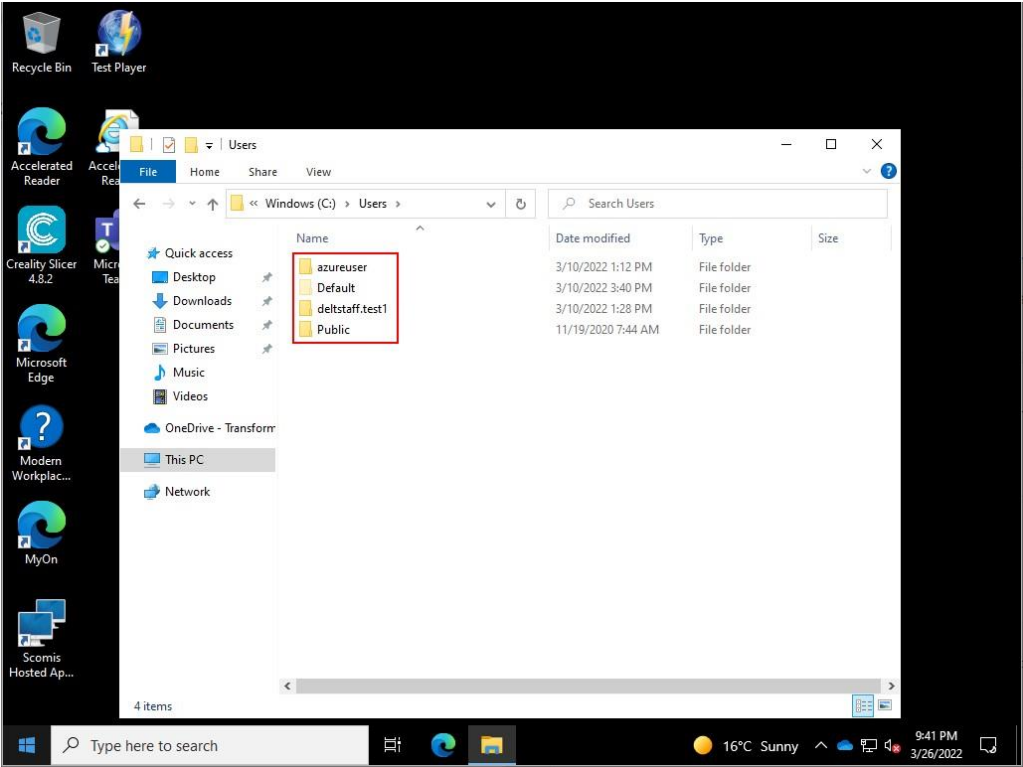 Recycle Bin
Test Player
Accelerated
Reader
Accel
Rea
Creality Slicer
4.8.2
Micr
Tea
Microsoft
Edge
Modern
Workplac...
MyOn
Scomis
Hosted Ap...
Users
File Home Share View
Windows (C:) Users
Search Users
Quick access
Desktop
Downloads
Documents
Pictures
Music
Videos
OneDrive - Transform
This PC
Network
Name Date modified Type Size
azureuser 3/10/2022 1:12 PM File folder
Default 3/10/2022 3:40 PM File folder
deltstaff.test1 3/10/2022 1:28 PM File folder
Public 11/19/2020 7:44 AM File folder
4 items
Type here to search
16°C Sunny
9:41 PM
3/26/2022